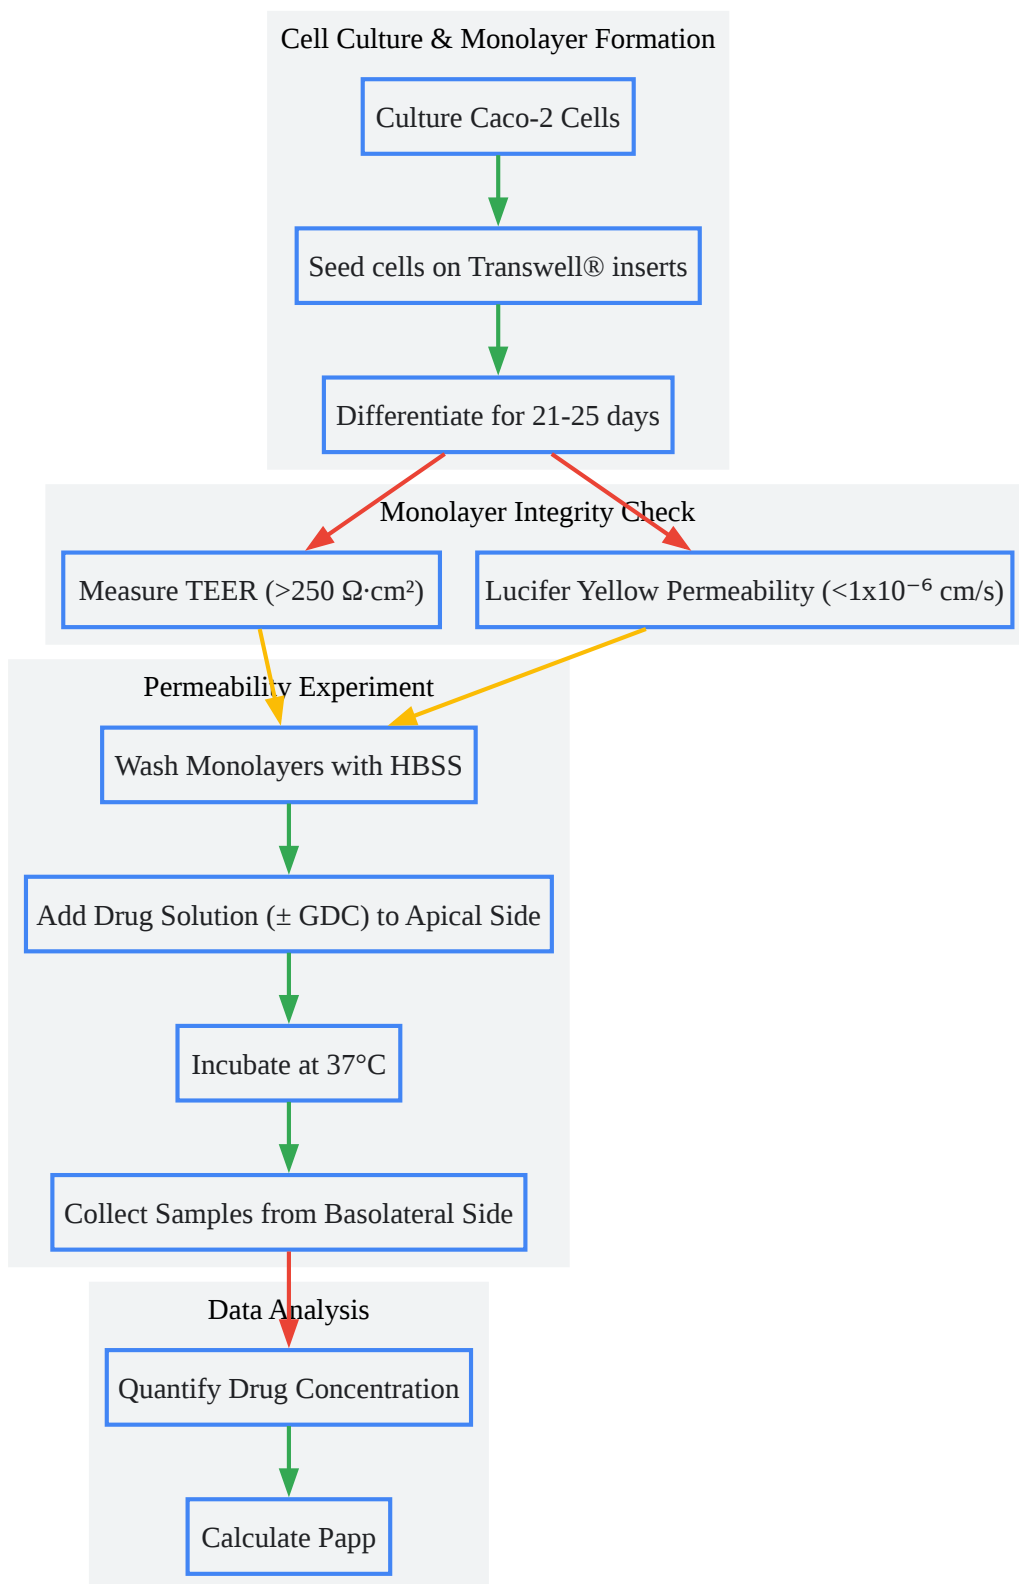 Cell Culture & Monolayer Formation
Culture Caco-2 Cells
Seed cells on Transwell® inserts
Differentiate for 21-25 days
Monolayer Integrity Check
Measure TEER (>250 Ω·cm²)
Lucifer Yellow Permeability (<1x10⁻⁶ cm/s)
Permeability Experiment
Wash Monolayers with HBSS
Add Drug Solution (± GDC) to Apical Side
Incubate at 37°C
Collect Samples from Basolateral Side
Data Analysis
Quantify Drug Concentration
Calculate Papp